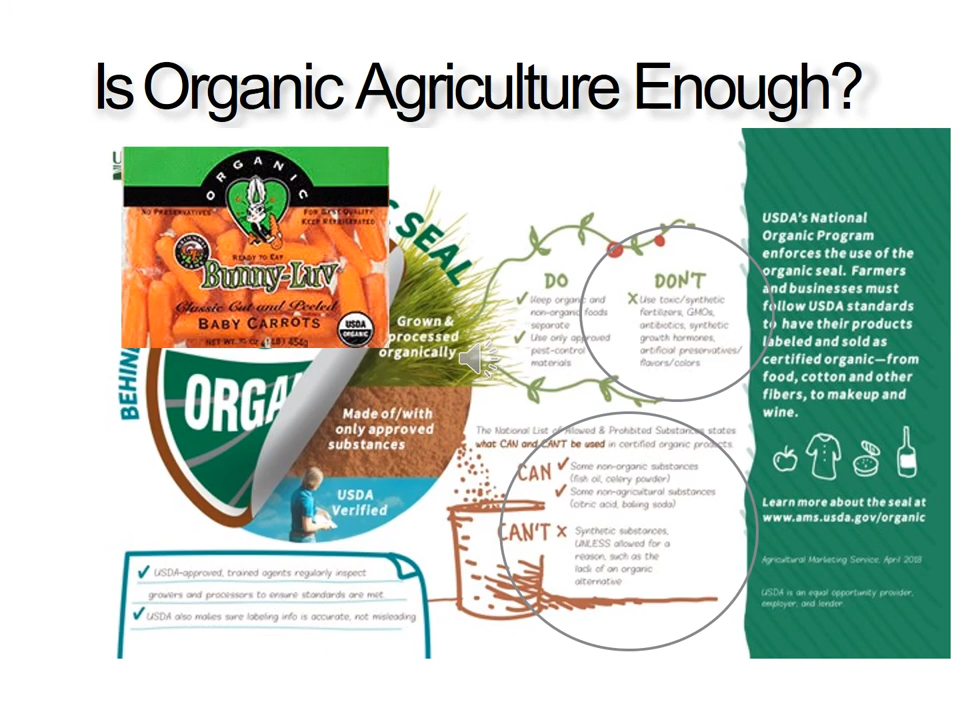 Is Organic Agriculture Enough?
U
ORGANIC
NO PRESERVATIVES
FOR BEST QUALITY
KEEP REFRIGERATED
READY TO EAT
Bunny-Luv
Classic Cut and Peeled
BABY CARROTS
USDA
ORGANIC
BEHIN
SEAL
Grown &
processed
organically
ORGA
Made of/with
only approved
substances
USDA
Verified
✓ USDA-approved, trained agents regularly inspect
growers and processors to ensure standards are met.
✓ USDA also makes sure labeling info is accurate, not misleading
DO
✓ Keep organic and
non-organic foods
separate
✓ Use only approved
pest-control
materials
DON'T
X Use toxic/synthetic
fertilizers, GMOs,
antibiotics, synthetic
growth hormones,
artificial preservatives/
flavors/colors
The National List of Allowed & Prohibited Substances states
what CAN and CAN'T be used in certified organic products.
CAN ✓ Some non-organic substances
(fish oil, celery powder)
✓ Some non-agricultural substances
(citric acid, baking soda)
CAN'T X Synthetic substances,
UNLESS allowed for a
reason, such as the
lack of an organic
alternative
USDA's National
Organic Program
enforces the use of the
organic seal. Farmers
and businesses must
follow USDA standards
to have their products
labeled and sold as
certified organic—from
food, cotton and other
fibers, to makeup and
wine.
Learn more about the seal at
www.ams.usda.gov/organic
Agricultural Marketing Service, April 2018
USDA is an equal opportunity provider,
employer, and lender.